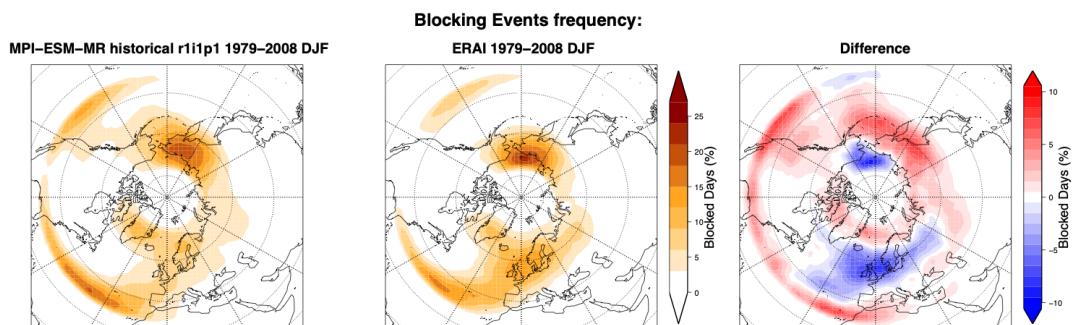 Blocking Events frequency:
MPI−ESM−MR historical r1i1p1 1979−2008 DJF
ERAI 1979−2008 DJF
Difference
25
20
15
10
5
0
Blocked Days (%)
10
5
0
−5
−10
Blocked Days (%)